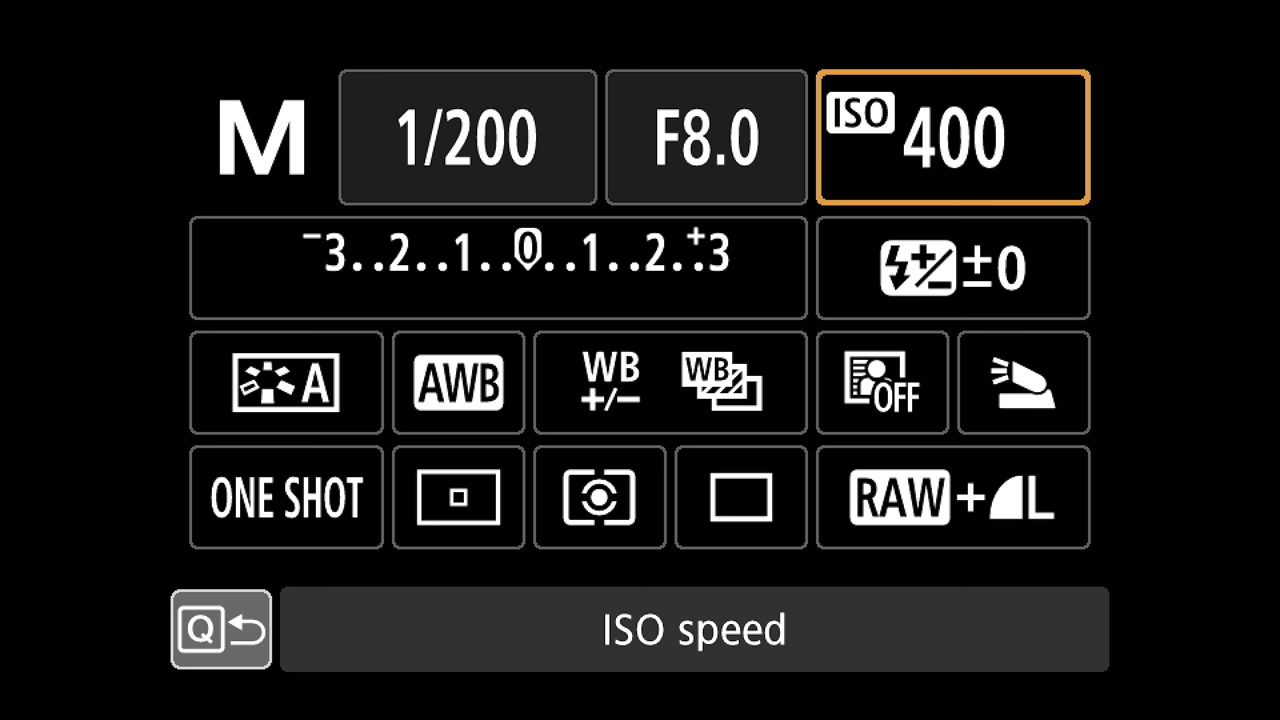 M 1/200 F8.0 ISO 400
-3..2..1..0..1..2..+3 ±0
A AWB WB +/- WB OFF
ONE SHOT RAW+L
Q ISO speed